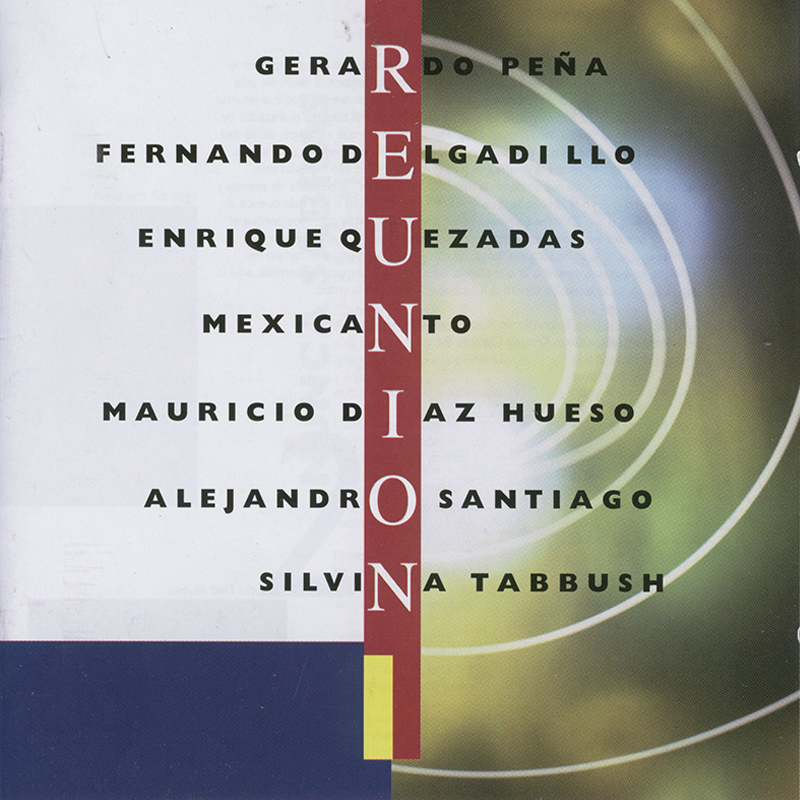 GERARDO PEÑA
FERNANDO DELGADILLO
ENRIQUE QUEZADAS
MEXICANTO
MAURICIO DIAZ HUESO
ALEJANDRO SANTIAGO
SILVINA TABBUSH